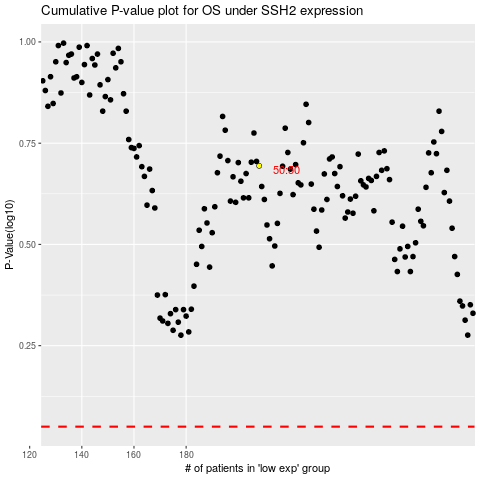 Cumulative P-value plot for OS under SSH2 expression
P-Value(log10)
1.00
0.75
0.50
0.25
50:50
120 140 160 180
# of patients in 'low exp' group